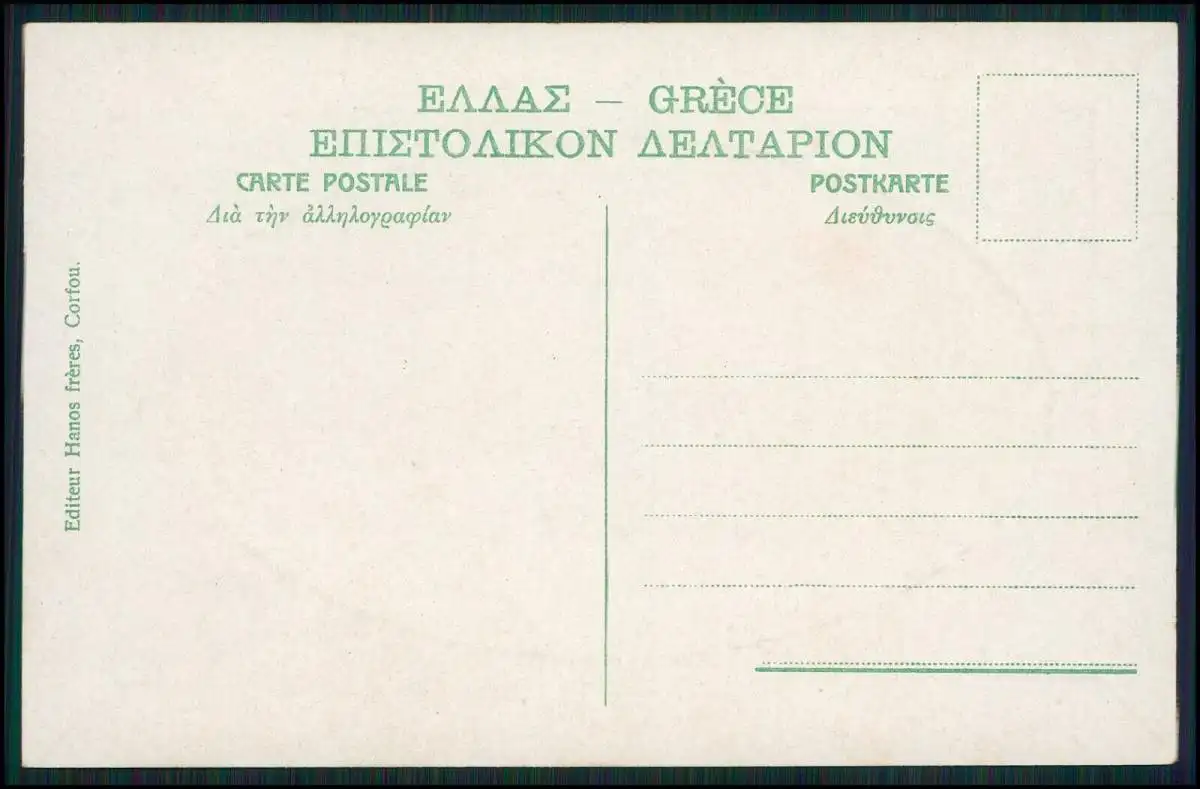 ΕΛΛΑΣ — GRÈCE
ΕΠΙΣΤΟΛΙΚΟΝ ΔΕΛΤΑΡΙΟΝ
CARTE POSTALE
POSTKARTE
Διὰ τὴν ἀλληλογραφίαν
Διεύθυνσις
Editeur Hanos frères, Corfou.